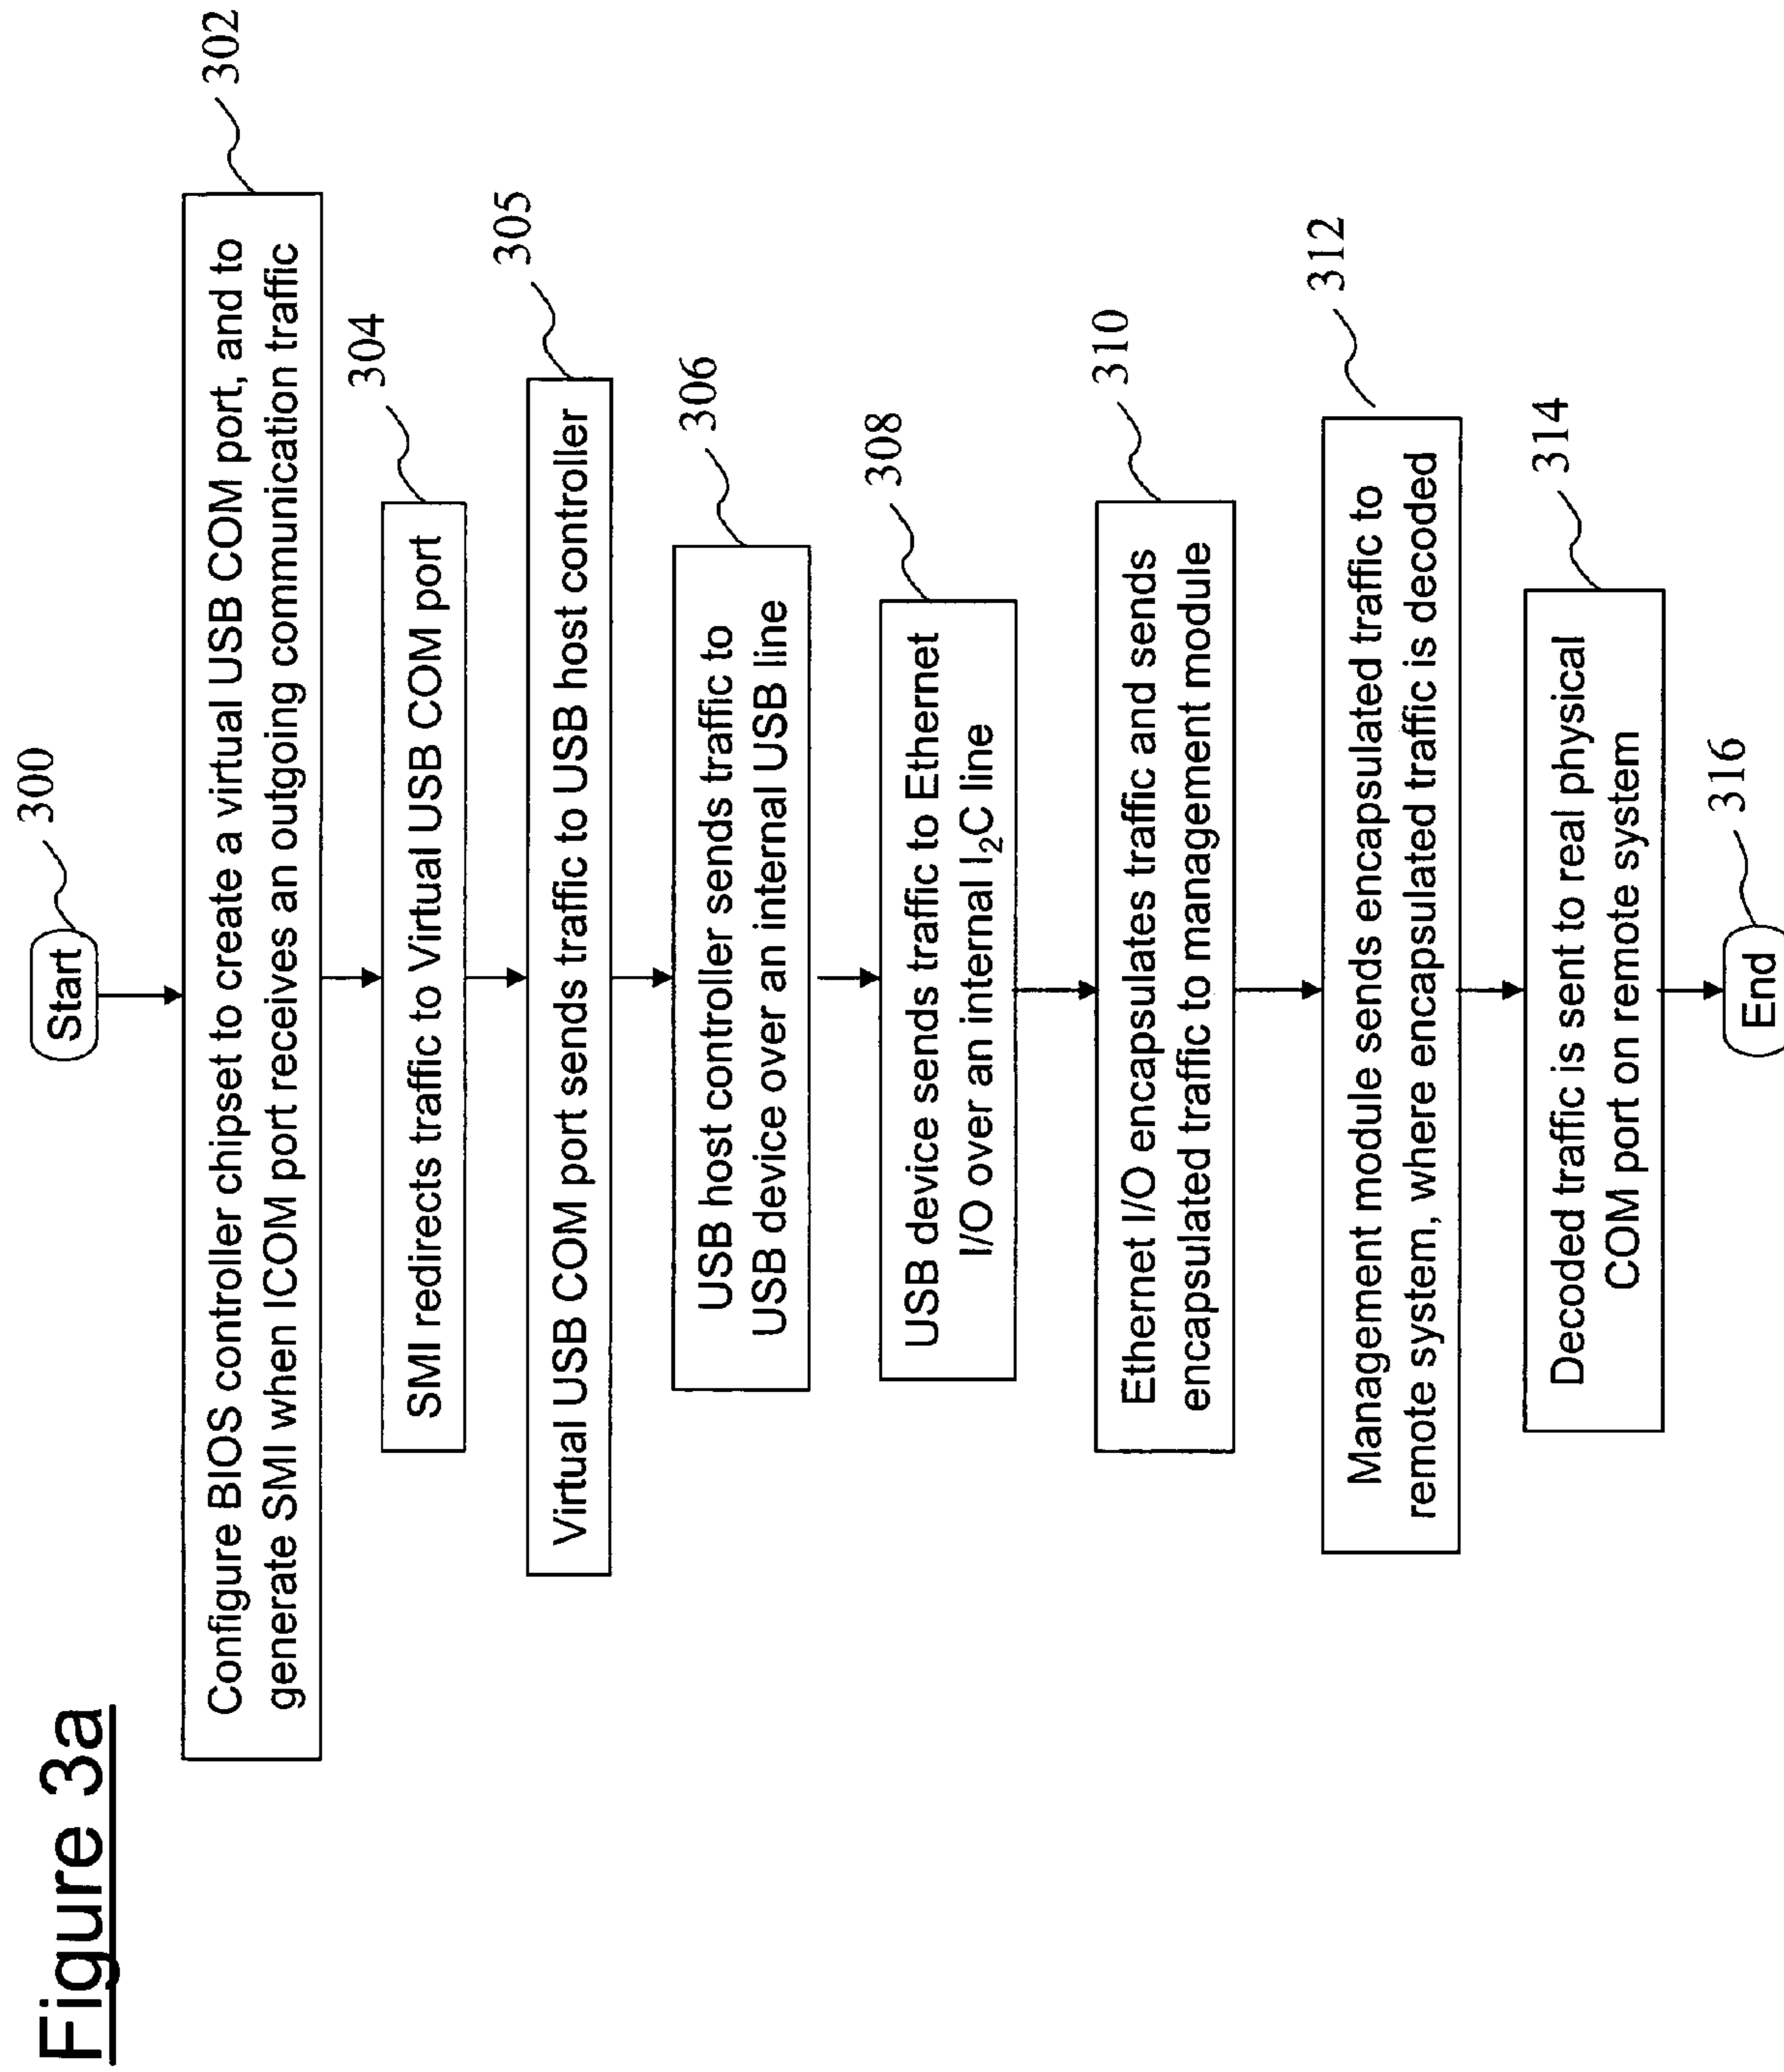 Figure 3a
Start
300
Configure BIOS controller chipset to create a virtual USB COM port, and to
generate SMI when ICOM port receives an outgoing communication traffic
302
SMI redirects traffic to Virtual USB COM port
304
Virtual USB COM port sends traffic to USB host controller
305
USB host controller sends traffic to
USB device over an internal USB line
306
USB device sends traffic to Ethernet
I/O over an internal I₂C line
308
Ethernet I/O encapsulates traffic and sends
encapsulated traffic to management module
310
Management module sends encapsulated traffic to
remote system, where encapsulated traffic is decoded
312
Decoded traffic is sent to real physical
COM port on remote system
314
End
316